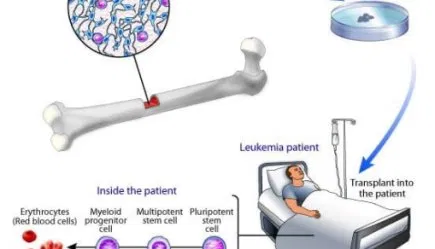 Leukemia patient
Transplant into
the patient
Inside the patient
Erythrocytes
(Red blood cells)
Myeloid
progenitor
cell
Multipotent
stem cell
Pluripotent
stem
cell